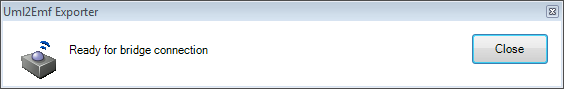 Uml2Emf Exporter
Ready for bridge connection
Close